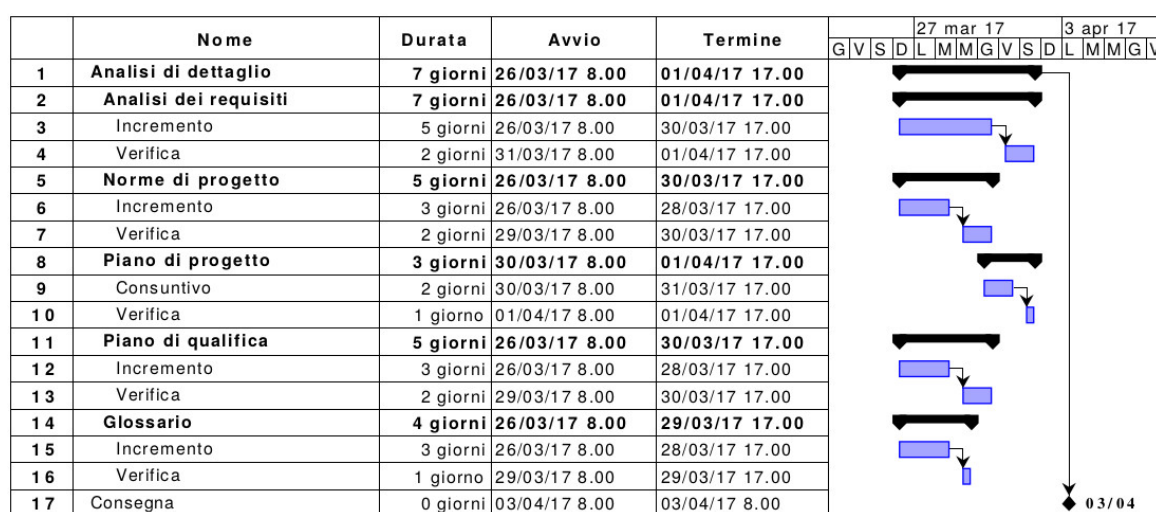 Nome Durata Avvio Termine 27 mar 17 3 apr 17
G V S D L M M G V S D L M M G V
1 Analisi di dettaglio 7 giorni 26/03/17 8.00 01/04/17 17.00
2 Analisi dei requisiti 7 giorni 26/03/17 8.00 01/04/17 17.00
3 Incremento 5 giorni 26/03/17 8.00 30/03/17 17.00
4 Verifica 2 giorni 31/03/17 8.00 01/04/17 17.00
5 Norme di progetto 5 giorni 26/03/17 8.00 30/03/17 17.00
6 Incremento 3 giorni 26/03/17 8.00 28/03/17 17.00
7 Verifica 2 giorni 29/03/17 8.00 30/03/17 17.00
8 Piano di progetto 3 giorni 30/03/17 8.00 01/04/17 17.00
9 Consuntivo 2 giorni 30/03/17 8.00 31/03/17 17.00
10 Verifica 1 giorno 01/04/17 8.00 01/04/17 17.00
11 Piano di qualifica 5 giorni 26/03/17 8.00 30/03/17 17.00
12 Incremento 3 giorni 26/03/17 8.00 28/03/17 17.00
13 Verifica 2 giorni 29/03/17 8.00 30/03/17 17.00
14 Glossario 4 giorni 26/03/17 8.00 29/03/17 17.00
15 Incremento 3 giorni 26/03/17 8.00 28/03/17 17.00
16 Verifica 1 giorno 29/03/17 8.00 29/03/17 17.00
17 Consegna 0 giorni 03/04/17 8.00 03/04/17 8.00 03/04